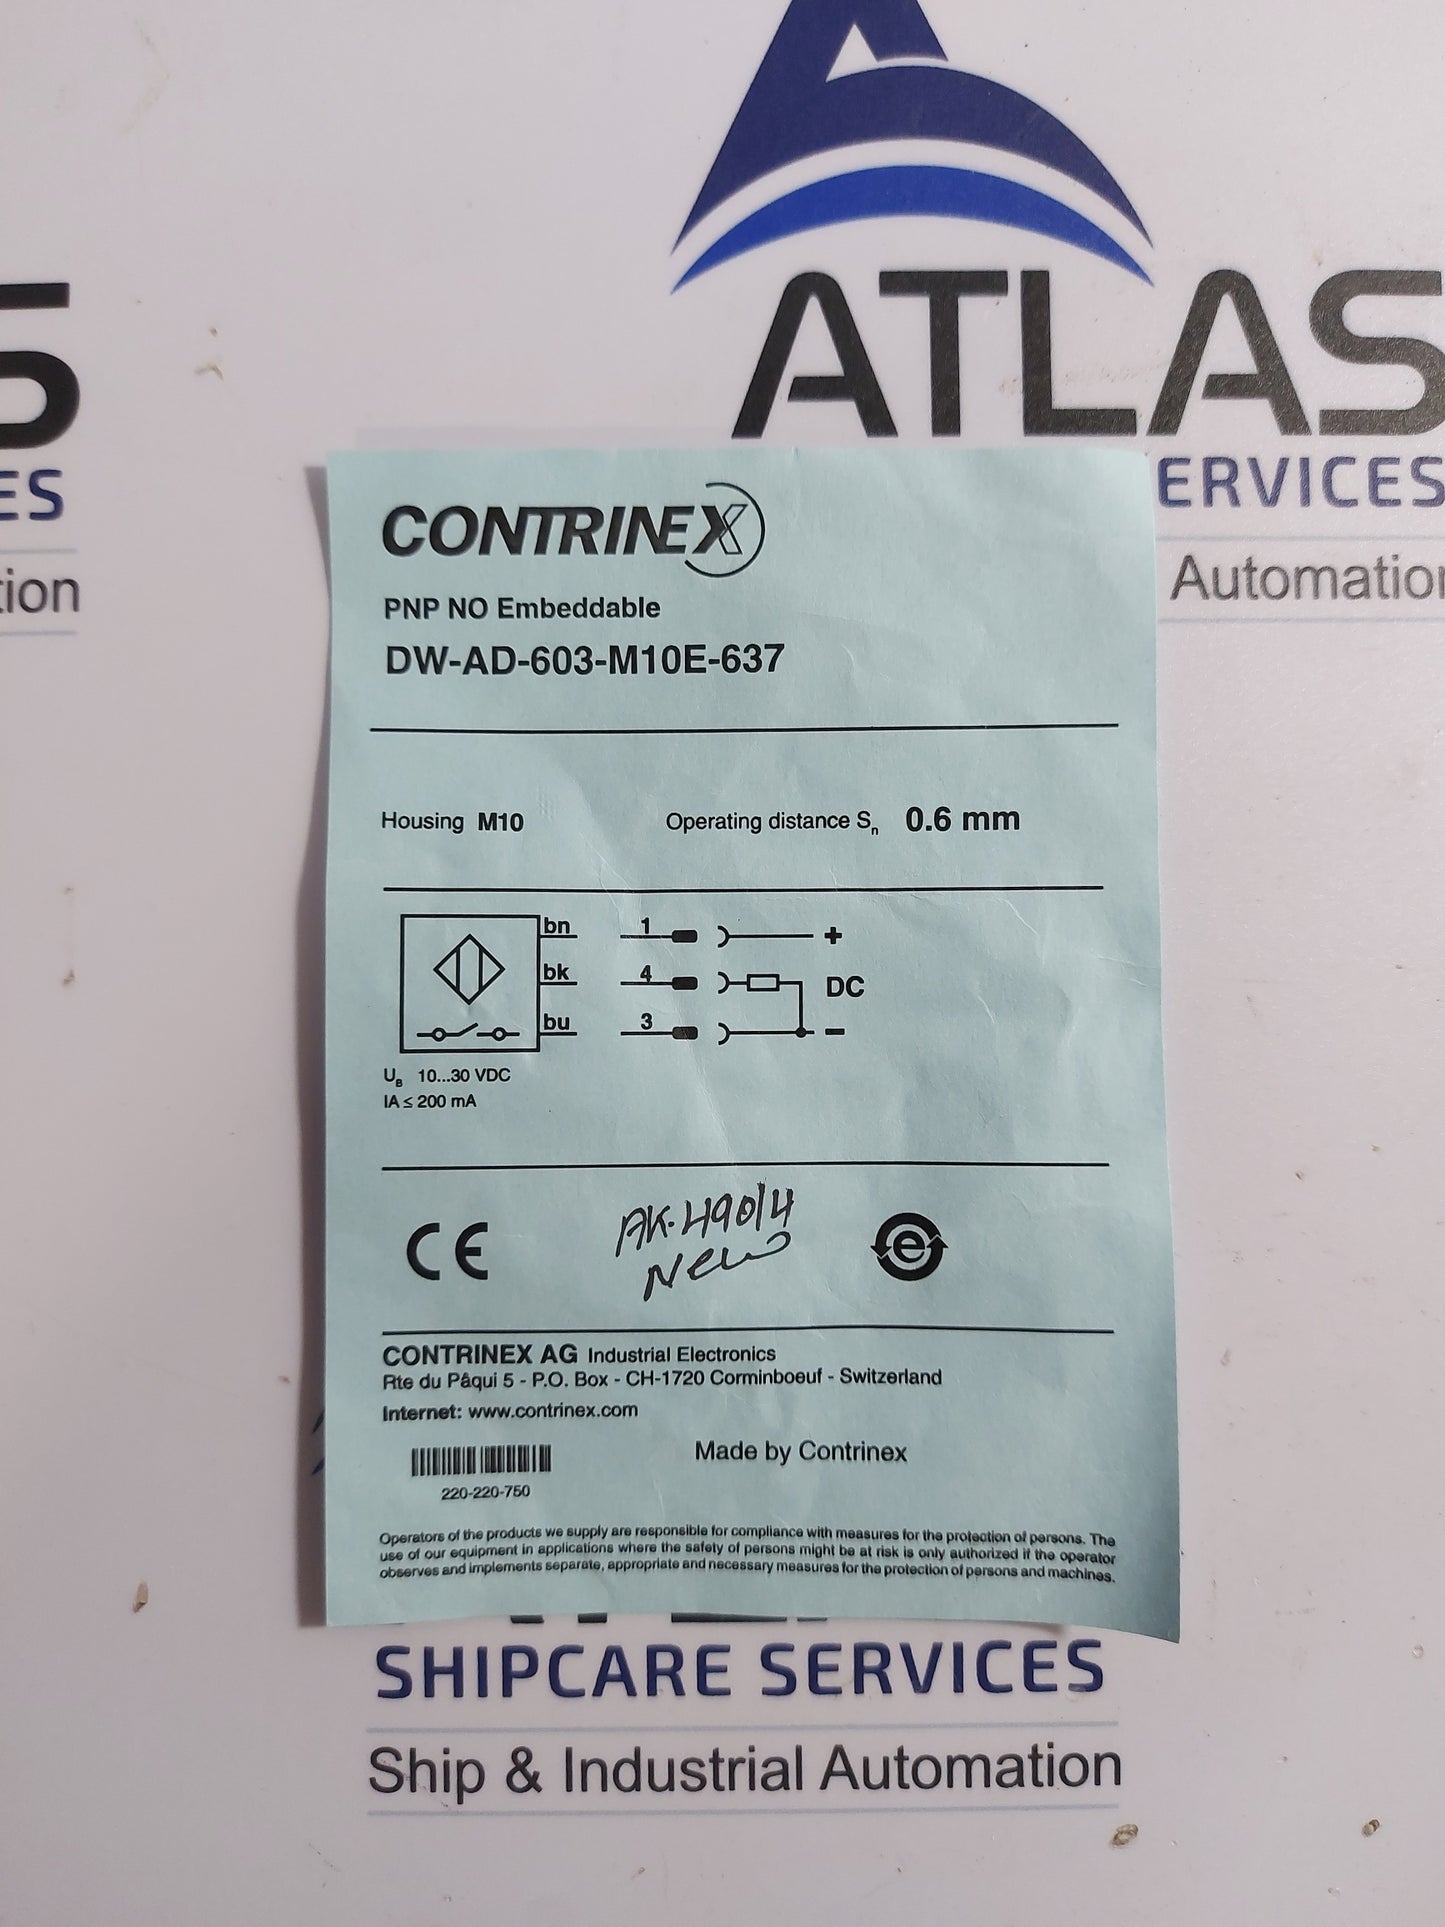 ATLAS
S
ES
ERVICES
tion
Automation
CONTRINEX
PNP NO Embeddable
DW-AD-603-M10E-637
Housing M10 Operating distance Sn 0.6 mm
bn 1 +
bk 4 DC
bu 3 −
UB 10...30 VDC
IA ≤ 200 mA
CE AK-490/4 e
New
CONTRINEX AG Industrial Electronics
Rte du Pâqui 5 - P.O. Box - CH-1720 Corminboeuf - Switzerland
Internet: www.contrinex.com
Made by Contrinex
220-220-750
Operators of the products we supply are responsible for compliance with measures for the protection of persons. The
use of our equipment in applications where the safety of persons might be at risk is only authorized if the operator
observes and implements separate, appropriate and necessary measures for the protection of persons and machines.
SHIPCARE SERVICES
Ship & Industrial Automation